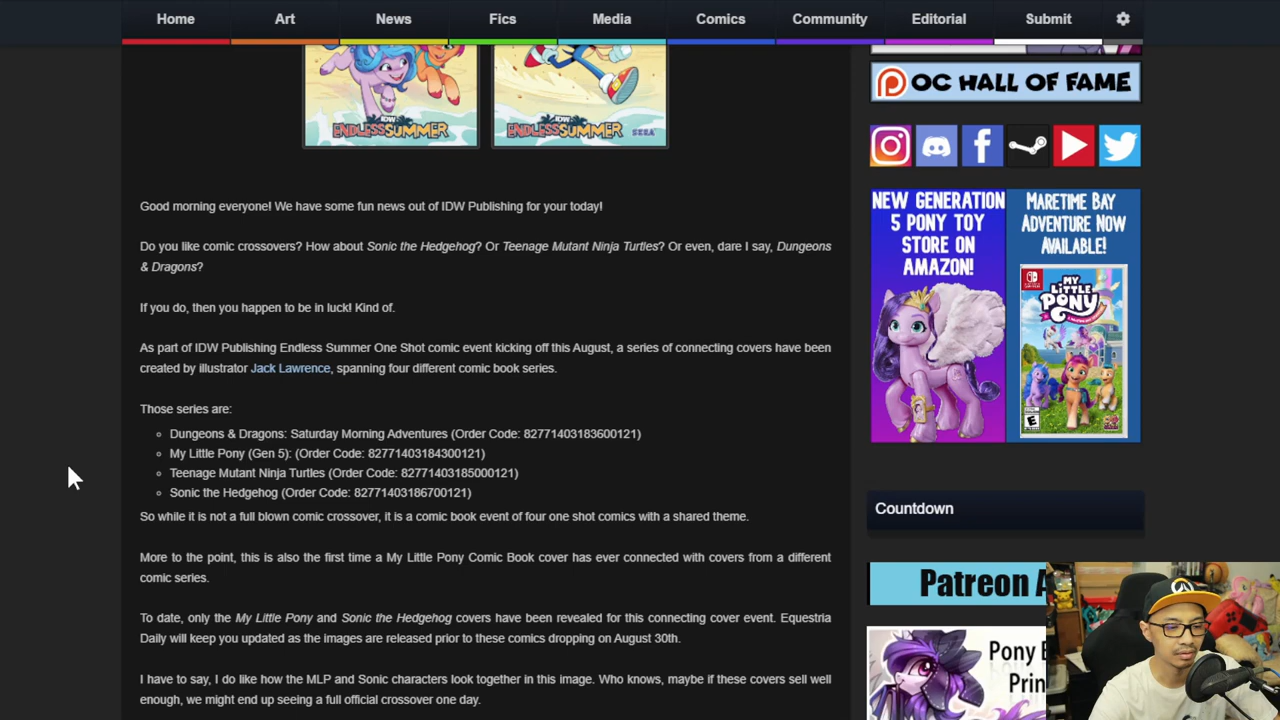 Home Art News Fics Media Comics Community Editorial Submit
IDW
ENDLESS SUMMER
IDW
ENDLESS SUMMER
SEGA
OC HALL OF FAME
Good morning everyone! We have some fun news out of IDW Publishing for your today!
Do you like comic crossovers? How about Sonic the Hedgehog? Or Teenage Mutant Ninja Turtles? Or even, dare I say, Dungeons
& Dragons?
If you do, then you happen to be in luck! Kind of.
As part of IDW Publishing Endless Summer One Shot comic event kicking off this August, a series of connecting covers have been
created by illustrator Jack Lawrence, spanning four different comic book series.
Those series are:
Dungeons & Dragons: Saturday Morning Adventures (Order Code: 82771403183600121)
My Little Pony (Gen 5): (Order Code: 82771403184300121)
Teenage Mutant Ninja Turtles (Order Code: 82771403185000121)
Sonic the Hedgehog (Order Code: 82771403186700121)
So while it is not a full blown comic crossover, it is a comic book event of four one shot comics with a shared theme.
More to the point, this is also the first time a My Little Pony Comic Book cover has ever connected with covers from a different
comic series.
To date, only the My Little Pony and Sonic the Hedgehog covers have been revealed for this connecting cover event. Equestria
Daily will keep you updated as the images are released prior to these comics dropping on August 30th.
I have to say, I do like how the MLP and Sonic characters look together in this image. Who knows, maybe if these covers sell well
enough, we might end up seeing a full official crossover one day.
NEW GENERATION
5 PONY TOY
STORE ON
AMAZON!
MARETIME BAY
ADVENTURE NOW
AVAILABLE!
MY
LITTLE
PONY
E
Countdown
Patreon A
Pony
Prin